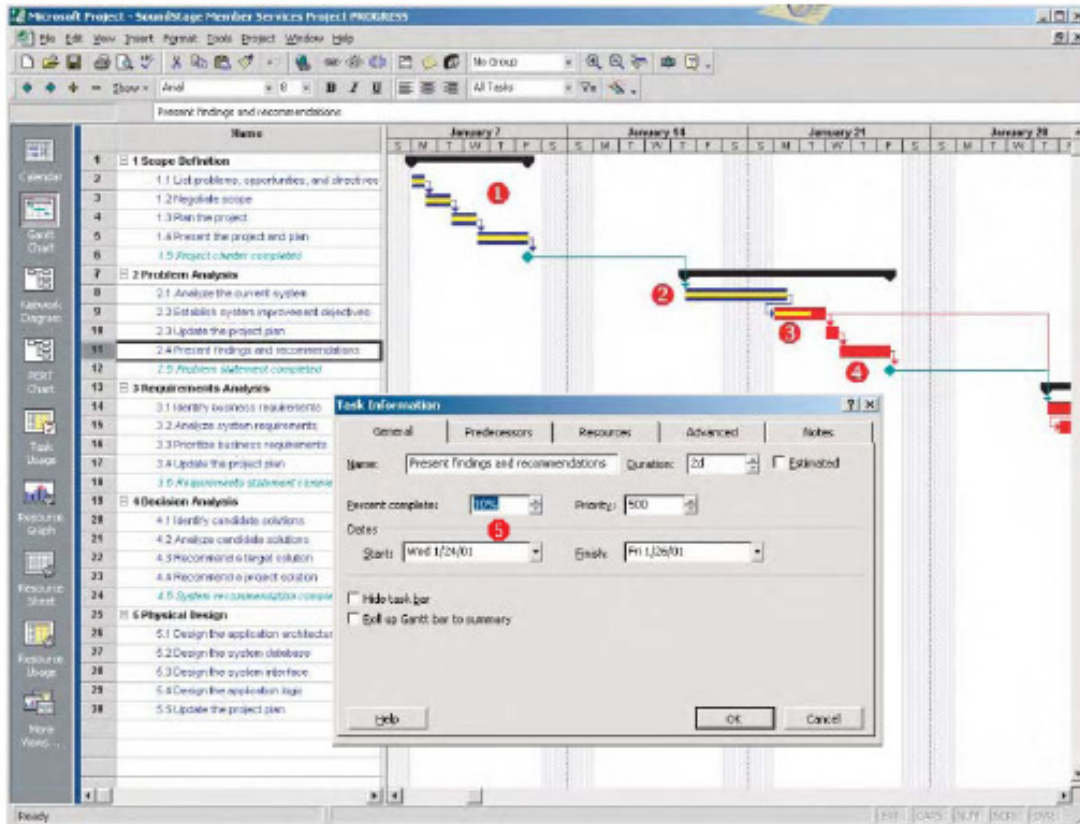 Microsoft Project - SoundStage Member Services Project PROGRESS
File Edit View Insert Format Tools Project Window Help
No Group
Show Arial 8 B I U All Tasks
Present findings and recommendations
Name
January 7 January 14 January 21 January 28
S M T W T F S S M T W T F S S M T W T F S S M T W T F
1 1 Scope Definition
2 1.1 List problems, opportunities, and directives
3 1.2 Negotiate scope
4 1.3 Plan the project
5 1.4 Present the project and plan
6 1.5 Project charter completed
7 2 Problem Analysis
8 2.1 Analyze the current system
9 2.2 Establish system improvement objectives
10 2.3 Update the project plan
11 2.4 Present findings and recommendations
12 2.5 Problem statement completed
13 3 Requirements Analysis
14 3.1 Identify business requirements
15 3.2 Analyze system requirements
16 3.3 Prioritize business requirements
17 3.4 Update the project plan
18 3.5 Requirements statement comple
19 4 Decision Analysis
20 4.1 Identify candidate solutions
21 4.2 Analyze candidate solutions
22 4.3 Recommend a target solution
23 4.4 Recommend a project solution
24 4.5 System recommendation comple
25 5 Physical Design
26 5.1 Design the application architectur
27 5.2 Design the system database
28 5.3 Design the system interface
29 5.4 Design the application logic
30 5.5 Update the project plan
Calendar
Gantt
Chart
Network
Diagram
PERT
Chart
Task
Usage
Resource
Graph
Resource
Sheet
Resource
Usage
More
Views...
1
2
3
4
Task Information
General Predecessors Resources Advanced Notes
Name: Present findings and recommendations Duration: 2d Estimated
Percent complete: 10% Priority: 500
5
Dates
Start: Wed 1/24/01 Finish: Fri 1/26/01
Hide task bar
Roll up Gantt bar to summary
Help OK Cancel
Ready EXT CAPS NUM SCRL OVR